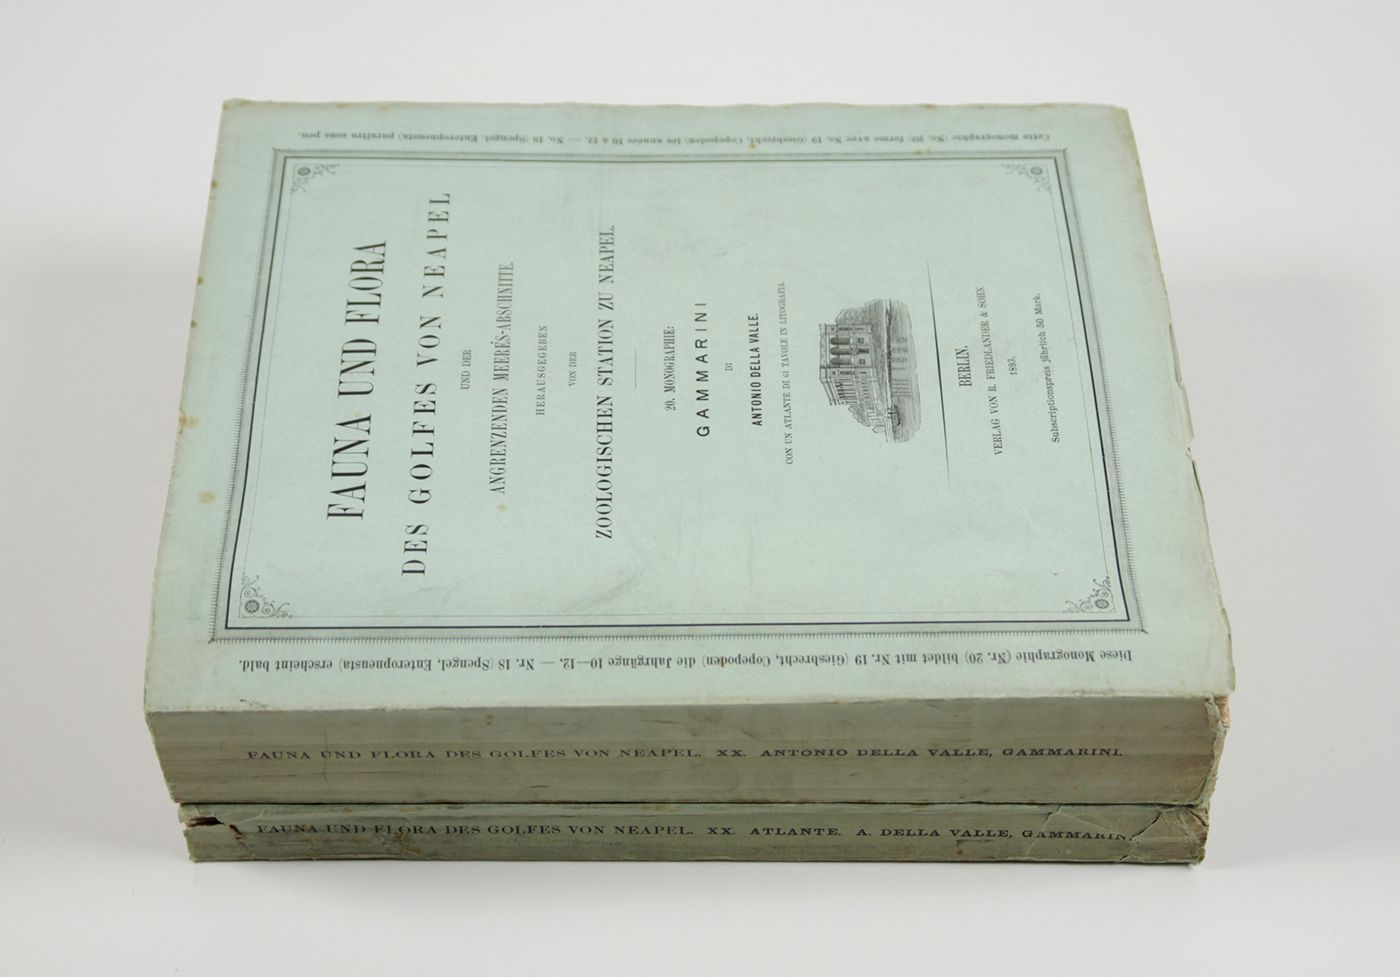 Cette monographie (No. 20) forme avec No. 19 (Giesbrecht, Copepoden) les années 10 à 12. — No. 18 (Spengel, Enteropneusta) paraîtra sous peu.
FAUNA UND FLORA
DES GOLFES VON NEAPEL
UND DER
ANGRENZENDEN MEERES-ABSCHNITTE.
HERAUSGEGEBEN
VON DER
ZOOLOGISCHEN STATION ZU NEAPEL.
20. MONOGRAPHIE:
GAMMARINI
DI
ANTONIO DELLA VALLE.
CON UN ATLANTE DI 61 TAVOLE IN LITOGRAFIA.
BERLIN.
VERLAG VON R. FRIEDLÄNDER & SOHN.
1893.
Subscriptionspreis jährlich 50 Mark.
Diese Monographie (Nr. 20) bildet mit Nr. 19 (Giesbrecht, Copepoden) die Jahrgänge 10—12. — Nr. 18 (Spengel, Enteropneusta) erscheint bald.
FAUNA UND FLORA DES GOLFES VON NEAPEL. XX. ANTONIO DELLA VALLE, GAMMARINI.
FAUNA UND FLORA DES GOLFES VON NEAPEL. XX. ATLANTE. A. DELLA VALLE, GAMMARINI.